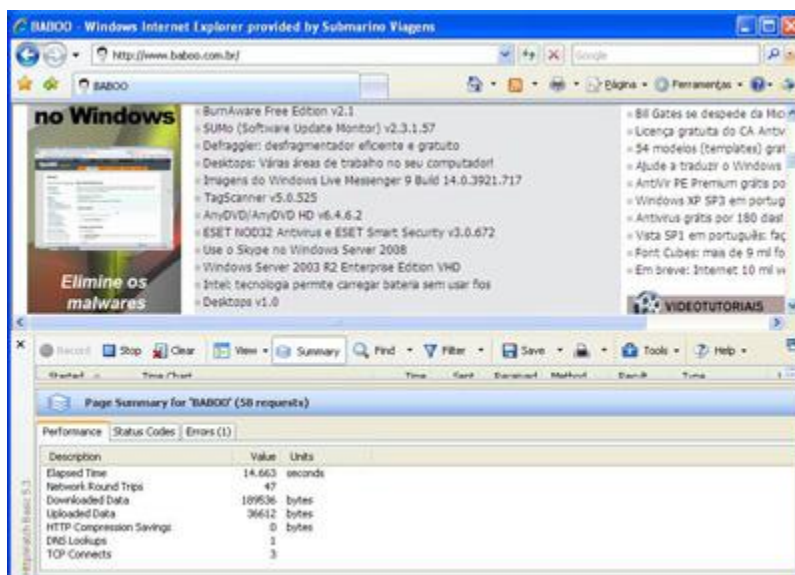 BABOO - Windows Internet Explorer provided by Submarino Viagens
http://www.baboo.com.br/
Google
BABOO
Página
Ferramentas
no Windows
Elimine os
malwares
BurnAware Free Edition v2.1
SUMo (Software Update Monitor) v2.3.1.57
Defraggler: desfragmentador eficiente e gratuito
Desktops: Várias áreas de trabalho no seu computador!
Imagens do Windows Live Messenger 9 Build 14.0.3921.717
TagScanner v5.0.525
AnyDVD/AnyDVD HD v6.4.6.2
ESET NOD32 Antivirus e ESET Smart Security v3.0.672
Use o Skype no Windows Server 2008
Windows Server 2003 R2 Enterprise Edition VHD
Intel: tecnologia permite carregar bateria sem usar fios
Desktops v1.0
Bill Gates se despede da
Licença gratuita do CA
54 modelos (templates)
Ajude a traduzir o Windows
AntiVir PE Premium grátis
Windows XP SP3 em
Antivirus grátis por 180
Vista SP1 em português:
Font Cubes: mais de 9 mil
Em breve: Internet 10
VIDEOTUTORIAIS
Record Stop Clear View Summary Find Filter Save Tools Help
Started Time Chart Time Sent Received Method Result Type
Page Summary for 'BABOO' (58 requests)
Performance Status Codes Errors (1)
Description Value Units
Elapsed Time 14.663 seconds
Network Round Trips 47
Downloaded Data 189536 bytes
Uploaded Data 36612 bytes
HTTP Compression Savings 0 bytes
DNS Lookups 1
TCP Connects 3
HttpWatch Basic 5.3